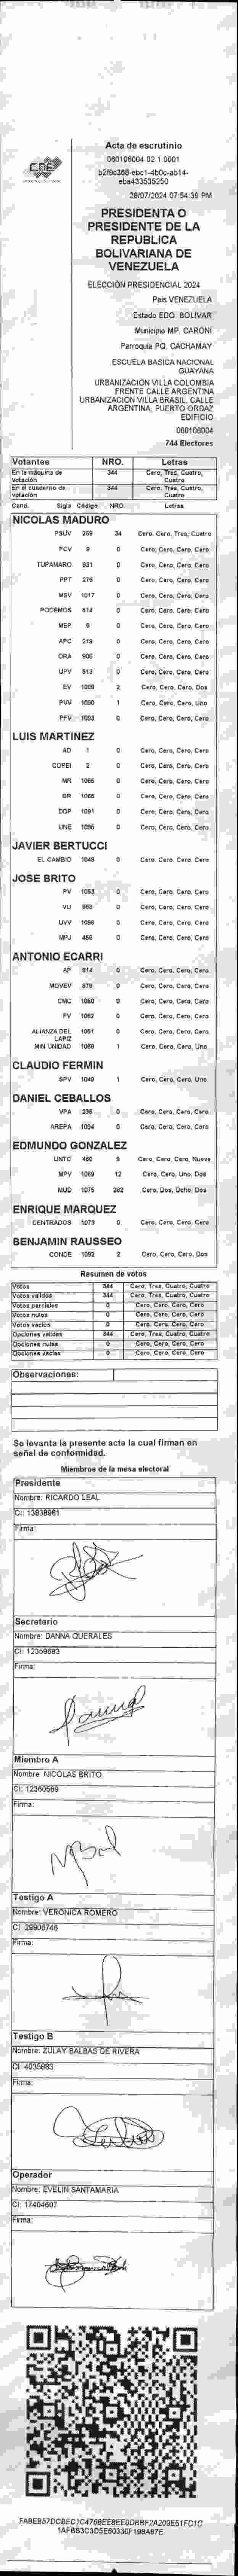 CNE
Acta de escrutinio
060106004.02.1.0001
b2f9c368-ebc1-4b0c-ab14-
eba433535250
28/07/2024 07:54:39 PM
PRESIDENTA O
PRESIDENTE DE LA
REPUBLICA
BOLIVARIANA DE
VENEZUELA
ELECCIÓN PRESIDENCIAL 2024
País VENEZUELA
Estado EDO. BOLIVAR
Municipio MP. CARONI
Parroquia PQ. CACHAMAY
ESCUELA BASICA NACIONAL
GUAYANA
URBANIZACION VILLA COLOMBIA
FRENTE CALLE ARGENTINA
URBANIZACION VILLA BRASIL. CALLE
ARGENTINA, PUERTO ORDAZ
EDIFICIO
060106004
744 Electores
Votantes NRO. Letras
En la máquina de votación 344 Cero, Tres, Cuatro, Cuatro
En el cuaderno de votación 344 Cero, Tres, Cuatro, Cuatro
Cand. Sigla Código NRO. Letras
NICOLAS MADURO
PSUV 269 34 Cero, Cero, Tres, Cuatro
PCV 9 0 Cero, Cero, Cero, Cero
TUPAMARO 931 0 Cero, Cero, Cero, Cero
PPT 276 0 Cero, Cero, Cero, Cero
MSV 1017 0 Cero, Cero, Cero, Cero
PODEMOS 514 0 Cero, Cero, Cero, Cero
MEP 6 0 Cero, Cero, Cero, Cero
APC 219 0 Cero, Cero, Cero, Cero
ORA 906 0 Cero, Cero, Cero, Cero
UPV 513 0 Cero, Cero, Cero, Cero
EV 1069 2 Cero, Cero, Cero, Dos
PVV 1090 1 Cero, Cero, Cero, Uno
PFV 1093 0 Cero, Cero, Cero, Cero
LUIS MARTINEZ
AD 1 0 Cero, Cero, Cero, Cero
COPEI 2 0 Cero, Cero, Cero, Cero
MR 1066 0 Cero, Cero, Cero, Cero
BR 1068 0 Cero, Cero, Cero, Cero
DDP 1091 0 Cero, Cero, Cero, Cero
UNE 1095 0 Cero, Cero, Cero, Cero
JAVIER BERTUCCI
EL CAMBIO 1048 0 Cero, Cero, Cero, Cero
JOSE BRITO
PV 1053 0 Cero, Cero, Cero, Cero
VU 968 0 Cero, Cero, Cero, Cero
UVV 1096 0 Cero, Cero, Cero, Cero
MPJ 459 0 Cero, Cero, Cero, Cero
ANTONIO ECARRI
AP 814 0 Cero, Cero, Cero, Cero
MOVEV 879 0 Cero, Cero, Cero, Cero
CMC 1060 0 Cero, Cero, Cero, Cero
FV 1062 0 Cero, Cero, Cero, Cero
ALIANZA DEL LAPIZ 1061 0 Cero, Cero, Cero, Cero
MIN UNIDAD 1059 1 Cero, Cero, Cero, Uno
CLAUDIO FERMIN
SPV 1049 1 Cero, Cero, Cero, Uno
DANIEL CEBALLOS
VPA 236 0 Cero, Cero, Cero, Cero
AREPA 1094 0 Cero, Cero, Cero, Cero
EDMUNDO GONZALEZ
UNTC 460 9 Cero, Cero, Cero, Nueve
MPV 1069 12 Cero, Cero, Uno, Dos
MUD 1075 282 Cero, Dos, Ocho, Dos
ENRIQUE MARQUEZ
CENTRADOS 1073 0 Cero, Cero, Cero, Cero
BENJAMIN RAUSSEO
CONDE 1092 2 Cero, Cero, Cero, Dos
Resumen de votos
Votos 344 Cero, Tres, Cuatro, Cuatro
Votos validos 344 Cero, Tres, Cuatro, Cuatro
Votos parciales 0 Cero, Cero, Cero, Cero
Votos nulos 0 Cero, Cero, Cero, Cero
Votos vacios 0 Cero, Cero, Cero, Cero
Opciones validas 344 Cero, Tres, Cuatro, Cuatro
Opciones nulas 0 Cero, Cero, Cero, Cero
Opciones vacias 0 Cero, Cero, Cero, Cero
Observaciones:
Se levanta la presente acta la cual firman en
señal de conformidad.
Miembros de la mesa electoral
Presidente
Nombre: RICARDO LEAL
CI: 13838981
Firma:
Secretario
Nombre: DANNA QUERALES
CI: 12359683
Firma:
Miembro A
Nombre: NICOLAS BRITO
CI: 12360569
Firma:
Testigo A
Nombre: VERONICA ROMERO
CI: 28906746
Firma:
Testigo B
Nombre: ZULAY BALBAS DE RIVERA
CI: 4035883
Firma:
Operador
Nombre: EVELIN SANTAMARIA
CI: 17404607
Firma:
FABEB57DCBEC1C4768EE8EE0DBBF2A209E51FC1C
1AFBB3C3D5E60330F198A87E